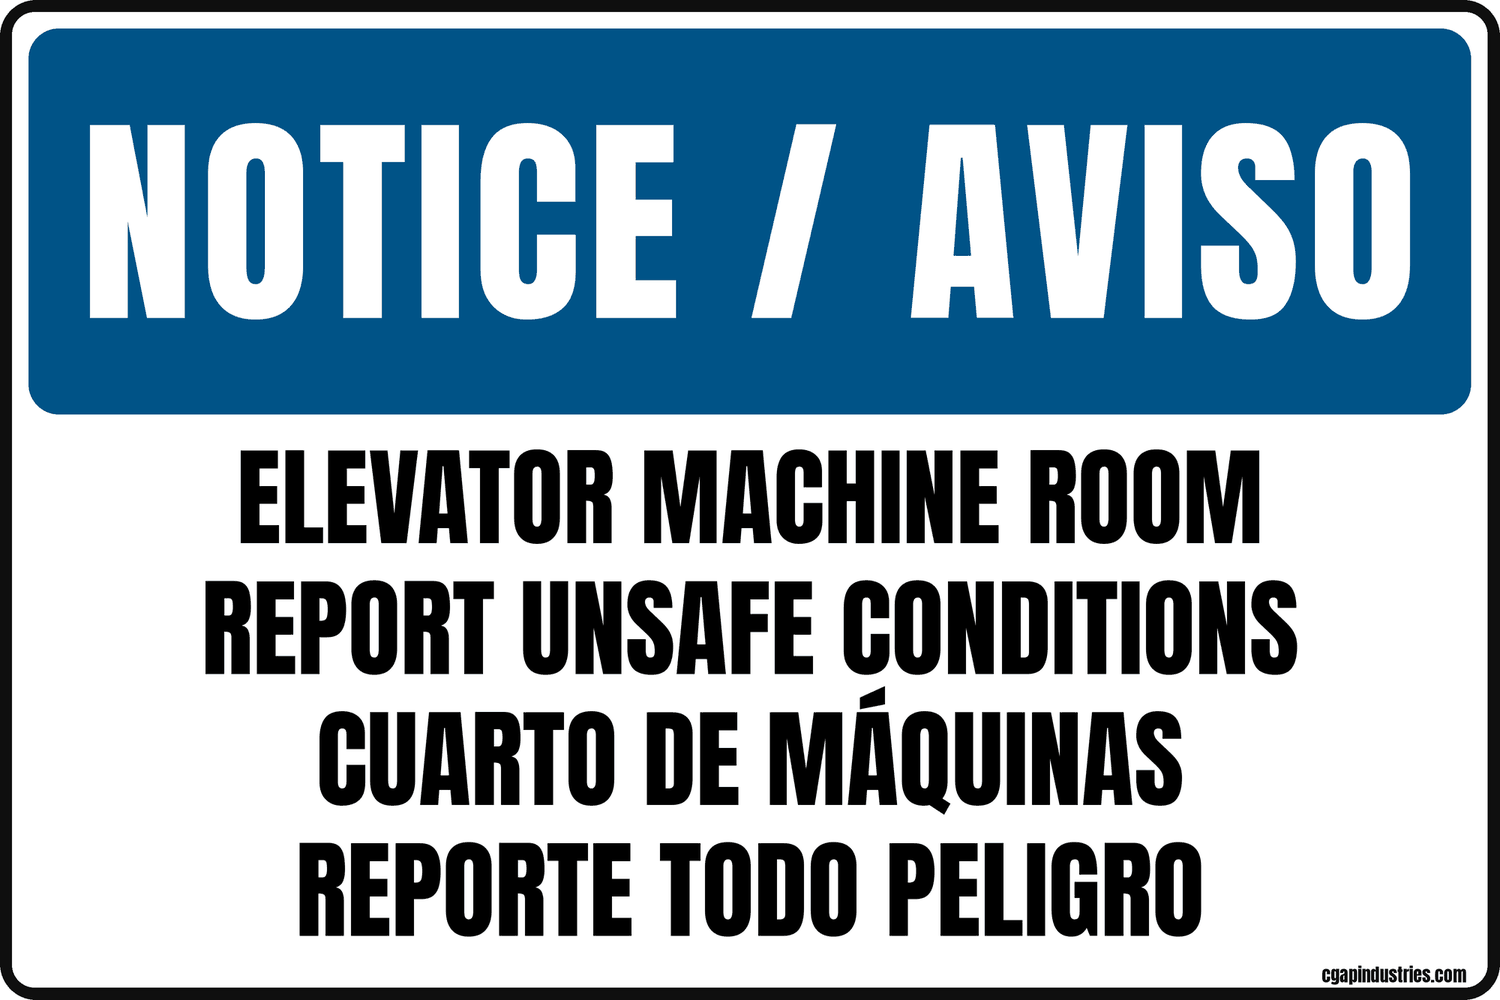 NOTICE / AVISO
ELEVATOR MACHINE ROOM
REPORT UNSAFE CONDITIONS
CUARTO DE MÁQUINAS
REPORTE TODO PELIGRO
cgapindustries.com